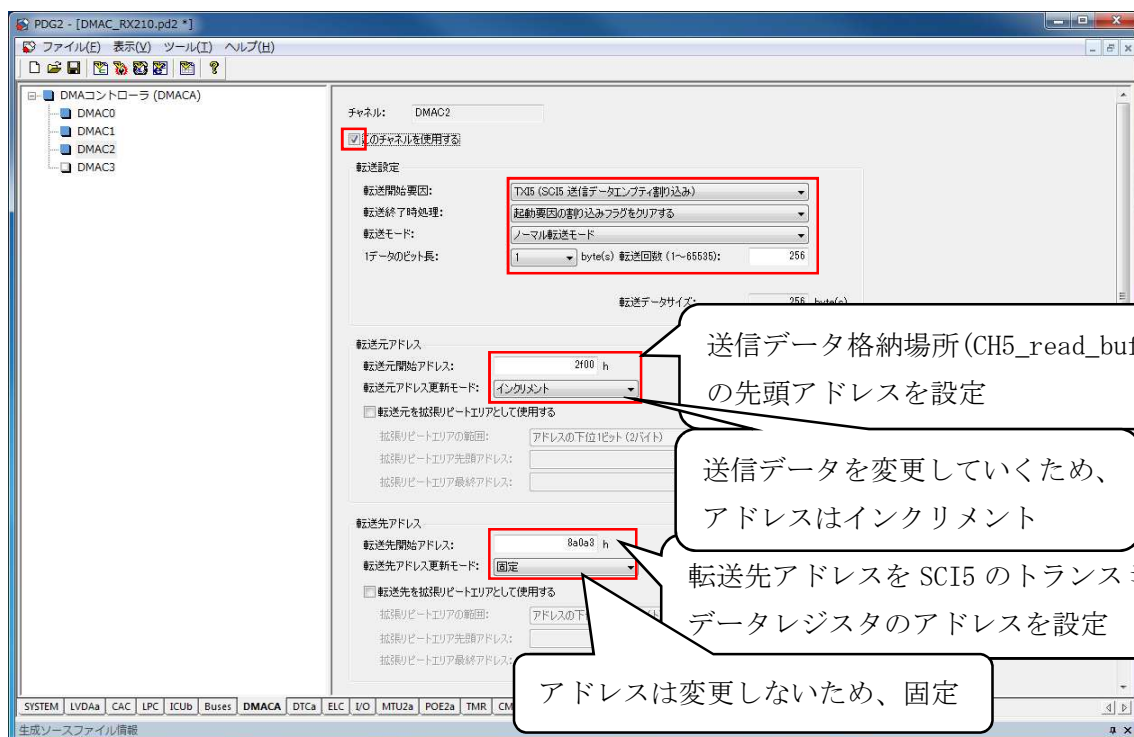 PDG2 - [DMAC_RX210.pd2 *]
ファイル(F) 表示(V) ツール(T) ヘルプ(H)
DMAコントローラ (DMACA)
DMAC0
DMAC1
DMAC2
DMAC3
チャネル: DMAC2
このチャネルを使用する
転送設定
転送開始要因: TXI5 (SCI5 送信データエンプティ割り込み)
転送終了時処理: 起動要因の割り込みフラグをクリアする
転送モード: ノーマル転送モード
1データのビット長: 1 byte(s) 転送回数 (1~65535): 256
転送データサイズ: 256 byte(s)
転送元アドレス
転送元開始アドレス: 2f00 h
転送元アドレス更新モード: インクリメント
転送元を拡張リピートエリアとして使用する
拡張リピートエリアの範囲: アドレスの下位1ビット (2バイト)
拡張リピートエリア先頭アドレス:
拡張リピートエリア最終アドレス:
送信データ格納場所(CH5_read_buf
の先頭アドレスを設定
送信データを変更していくため、
アドレスはインクリメント
転送先アドレス
転送先開始アドレス: 8a0a3 h
転送先アドレス更新モード: 固定
転送先を拡張リピートエリアとして使用する
拡張リピートエリアの範囲: アドレスの下
拡張リピートエリア先頭アドレス:
拡張リピートエリア最終アドレス:
転送先アドレスを SCI5 のトランス
データレジスタのアドレスを設定
アドレスは変更しないため、固定
SYSTEM LVDAa CAC LPC ICUb Buses DMACA DTCa ELC I/O MTU2a POE2a TMR CM
生成ソースファイル情報